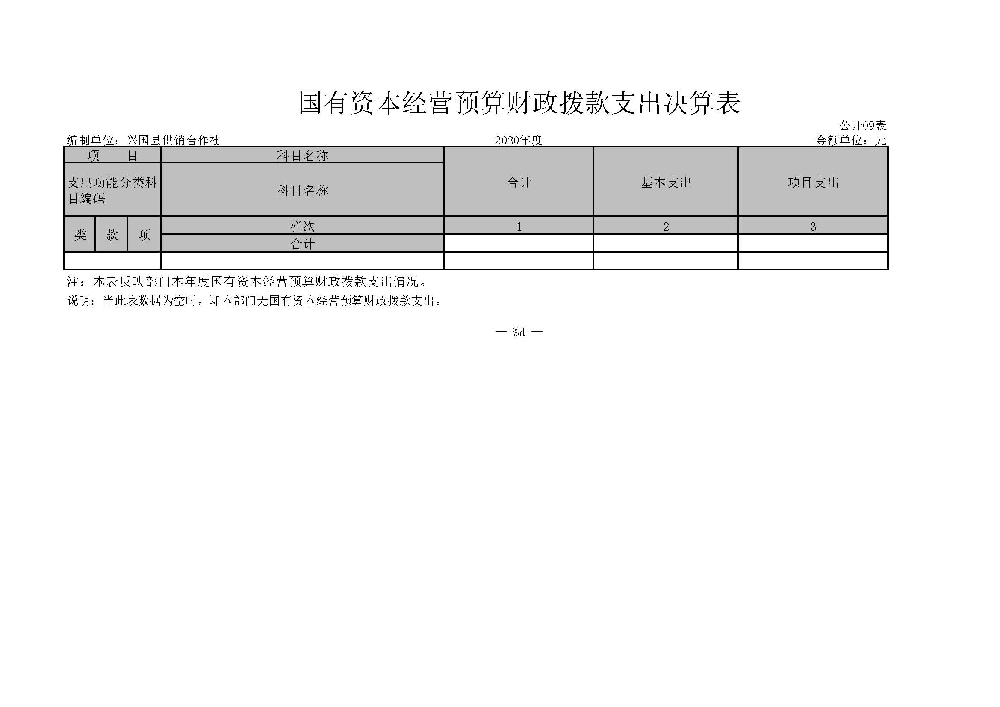 国有资本经营预算财政拨款支出决算表
公开09表
编制单位：兴国县供销合作社 2020年度 金额单位：元
项 目 科目名称
合计 基本支出 项目支出
支出功能分类科
目编码
科目名称
类 款 项
栏次 1 2 3
合计
注：本表反映部门本年度国有资本经营预算财政拨款支出情况。
说明：当此表数据为空时，即本部门无国有资本经营预算财政拨款支出。
— %d —